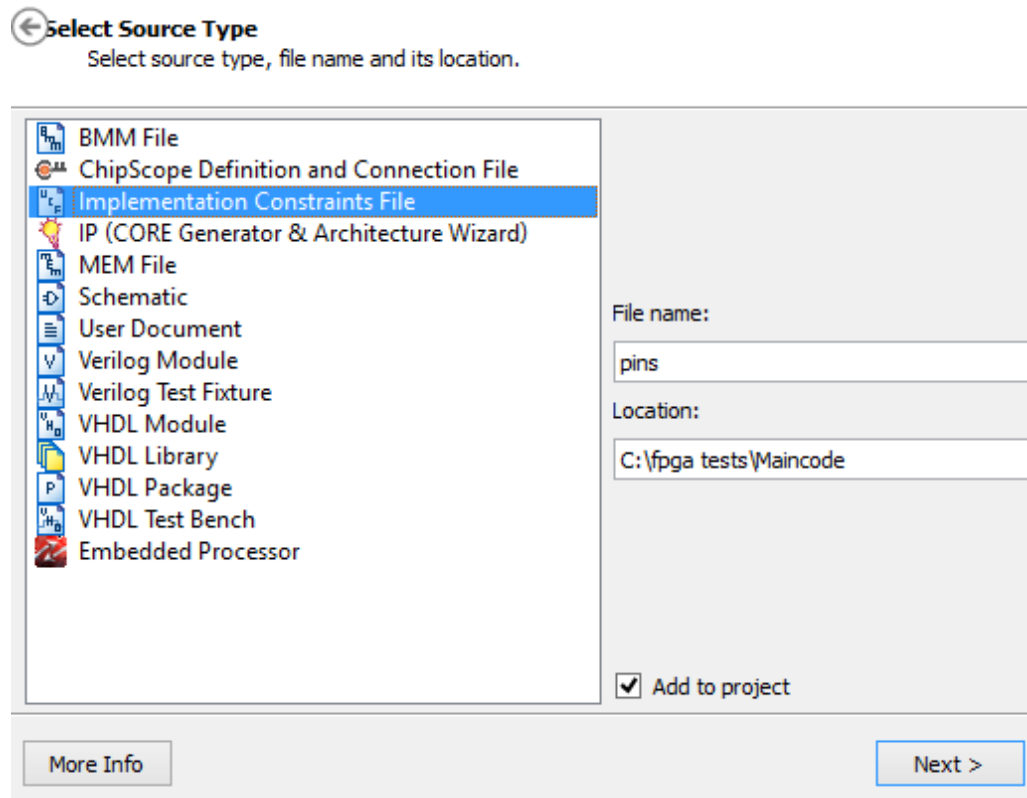 Select Source Type
Select source type, file name and its location.
BMM File
ChipScope Definition and Connection File
Implementation Constraints File
IP (CORE Generator & Architecture Wizard)
MEM File
Schematic
User Document
Verilog Module
Verilog Test Fixture
VHDL Module
VHDL Library
VHDL Package
VHDL Test Bench
Embedded Processor
File name:
pins
Location:
C:\fpga tests\Maincode
Add to project
More Info
Next >